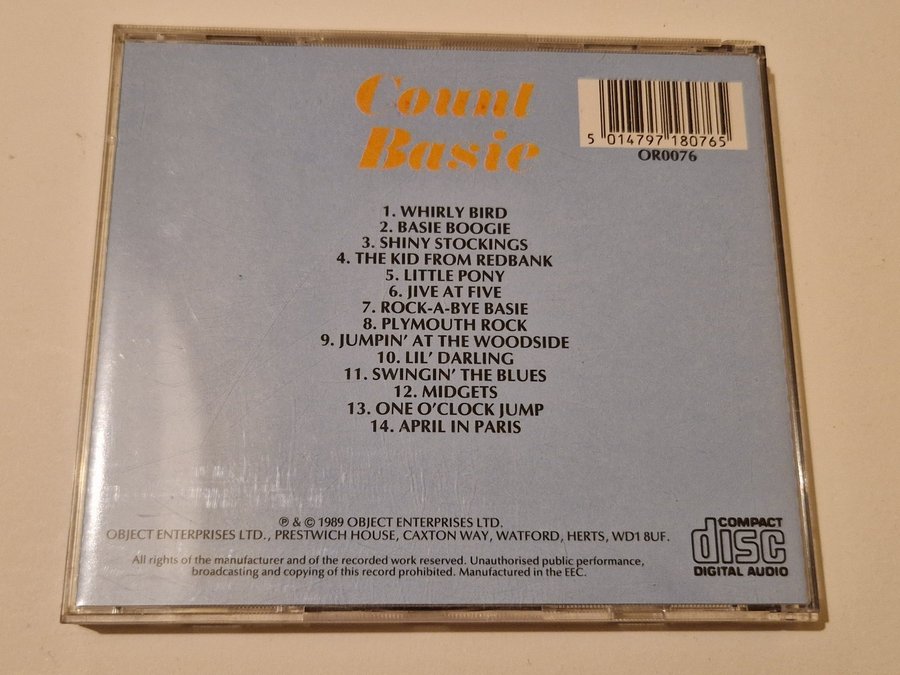 Count
Basie
5 014797 180765
OR0076
1. WHIRLY BIRD
2. BASIE BOOGIE
3. SHINY STOCKINGS
4. THE KID FROM REDBANK
5. LITTLE PONY
6. JIVE AT FIVE
7. ROCK-A-BYE BASIE
8. PLYMOUTH ROCK
9. JUMPIN' AT THE WOODSIDE
10. LIL' DARLING
11. SWINGIN' THE BLUES
12. MIDGETS
13. ONE O'CLOCK JUMP
14. APRIL IN PARIS
℗ & © 1989 OBJECT ENTERPRISES LTD.
OBJECT ENTERPRISES LTD., PRESTWICH HOUSE, CAXTON WAY, WATFORD, HERTS, WD1 8UF.
All rights of the manufacturer and of the recorded work reserved. Unauthorised public performance,
broadcasting and copying of this record prohibited. Manufactured in the EEC.
COMPACT
disc
DIGITAL AUDIO